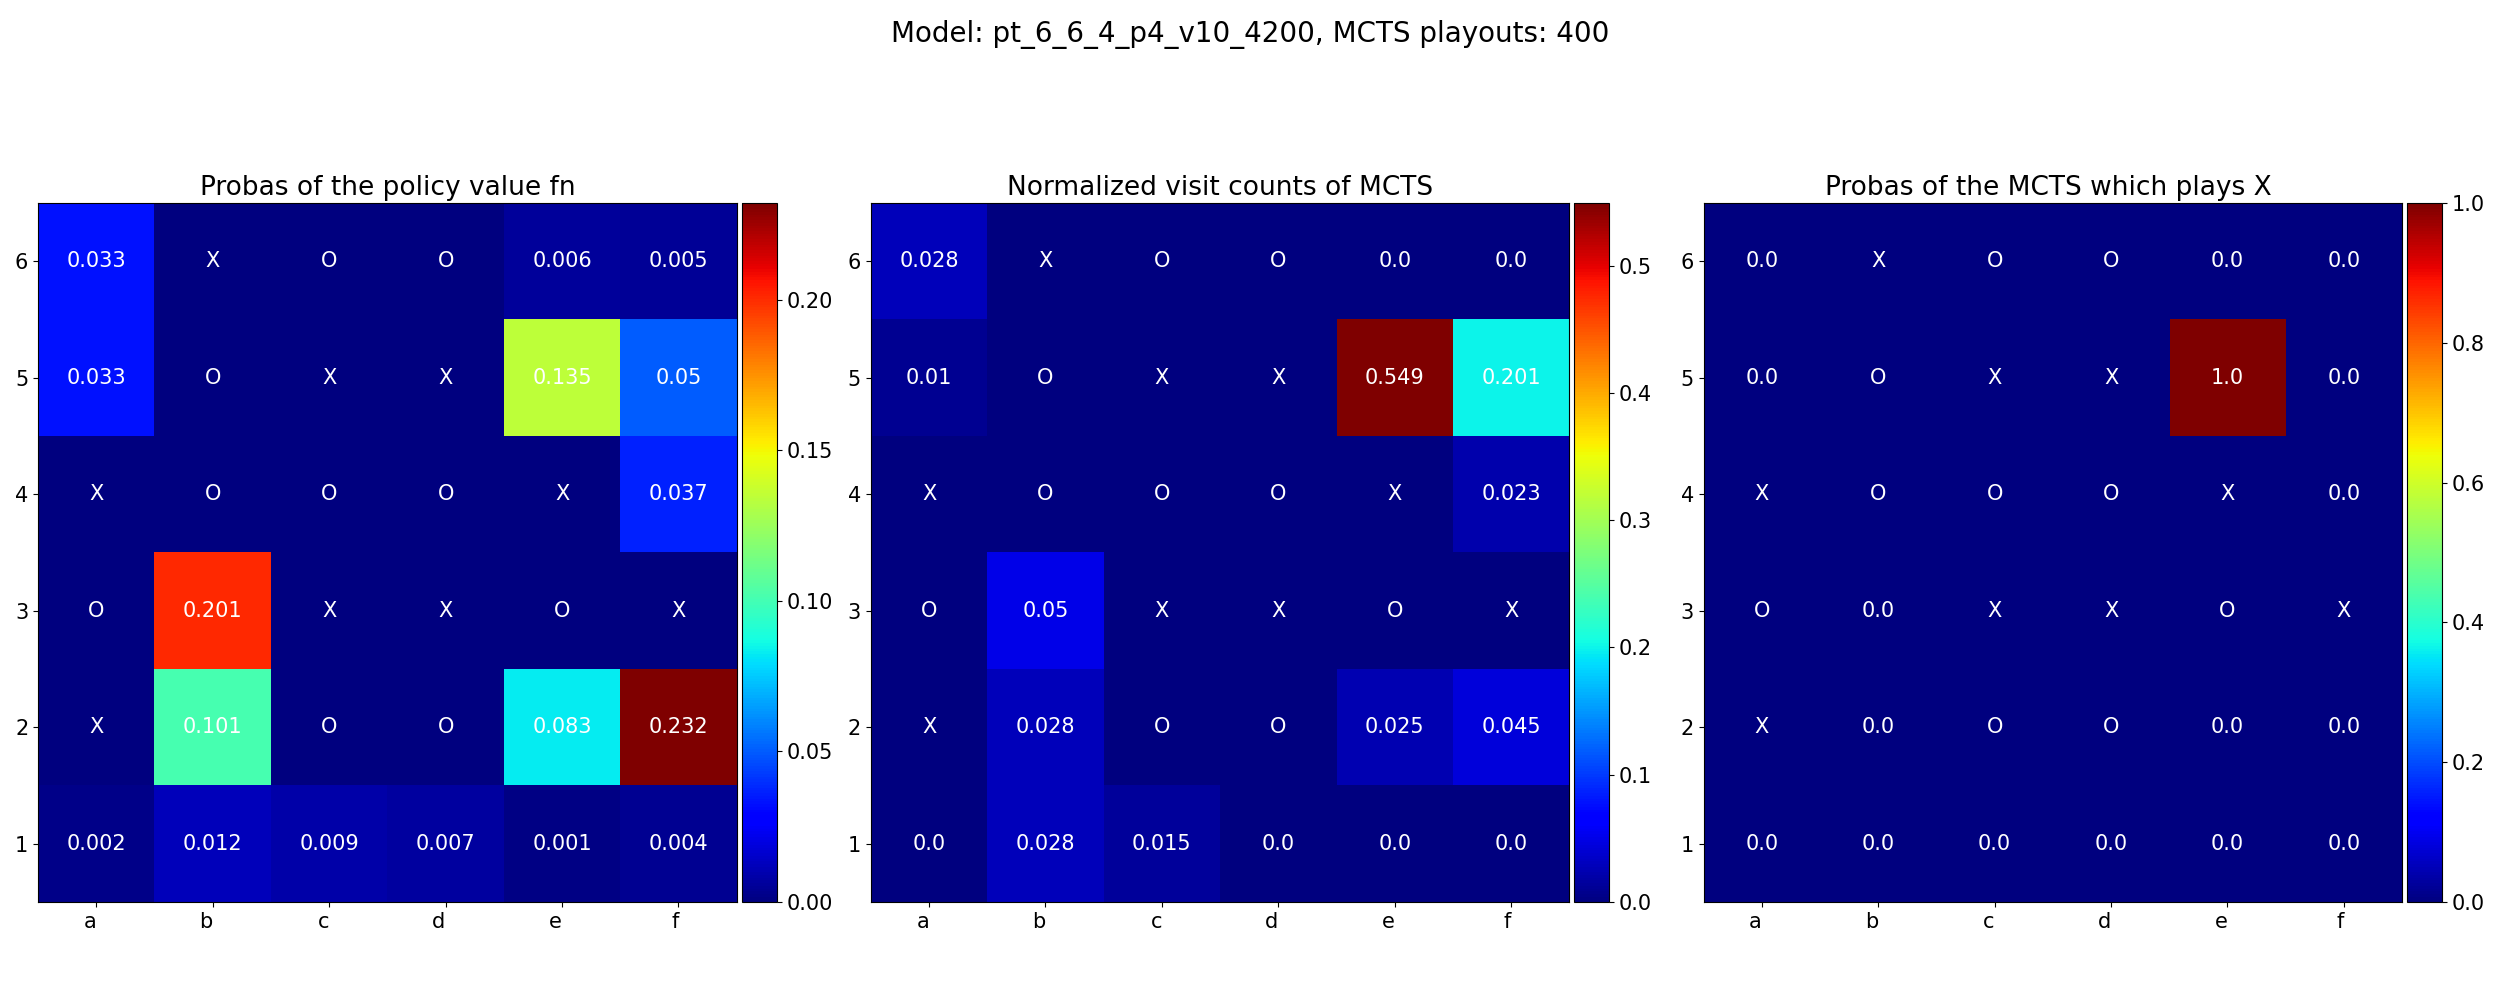 Model: pt_6_6_4_p4_v10_4200, MCTS playouts: 400
Probas of the policy value fn
6 0.033 X O O 0.006 0.005
5 0.033 O X X 0.135 0.05
4 X O O O X 0.037
3 O 0.201 X X O X
2 X 0.101 O O 0.083 0.232
1 0.002 0.012 0.009 0.007 0.001 0.004
a b c d e f
0.20
0.15
0.10
0.05
0.00
Normalized visit counts of MCTS
6 0.028 X O O 0.0 0.0
5 0.01 O X X 0.549 0.201
4 X O O O X 0.023
3 O 0.05 X X O X
2 X 0.028 O O 0.025 0.045
1 0.0 0.028 0.015 0.0 0.0 0.0
a b c d e f
0.5
0.4
0.3
0.2
0.1
0.0
Probas of the MCTS which plays X
6 0.0 X O O 0.0 0.0
5 0.0 O X X 1.0 0.0
4 X O O O X 0.0
3 O 0.0 X X O X
2 X 0.0 O O 0.0 0.0
1 0.0 0.0 0.0 0.0 0.0 0.0
a b c d e f
1.0
0.8
0.6
0.4
0.2
0.0